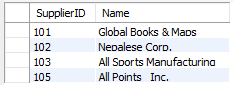 SupplierID Name
101 Global Books & Maps
102 Nepalese Corp.
103 All Sports Manufacturing
105 All Points Inc.